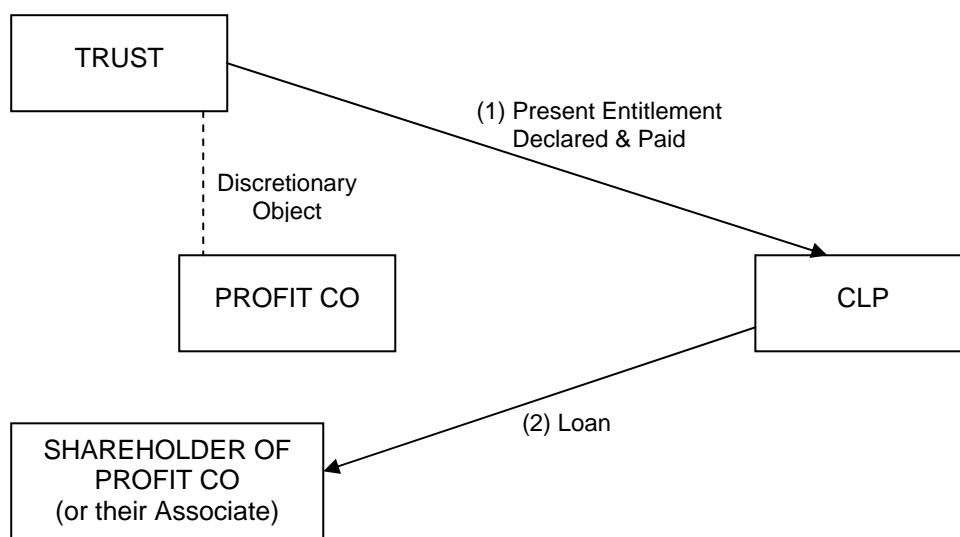 TRUST
(1) Present Entitlement
Declared & Paid
Discretionary
Object
PROFIT CO
CLP
(2) Loan
SHAREHOLDER OF
PROFIT CO
(or their Associate)